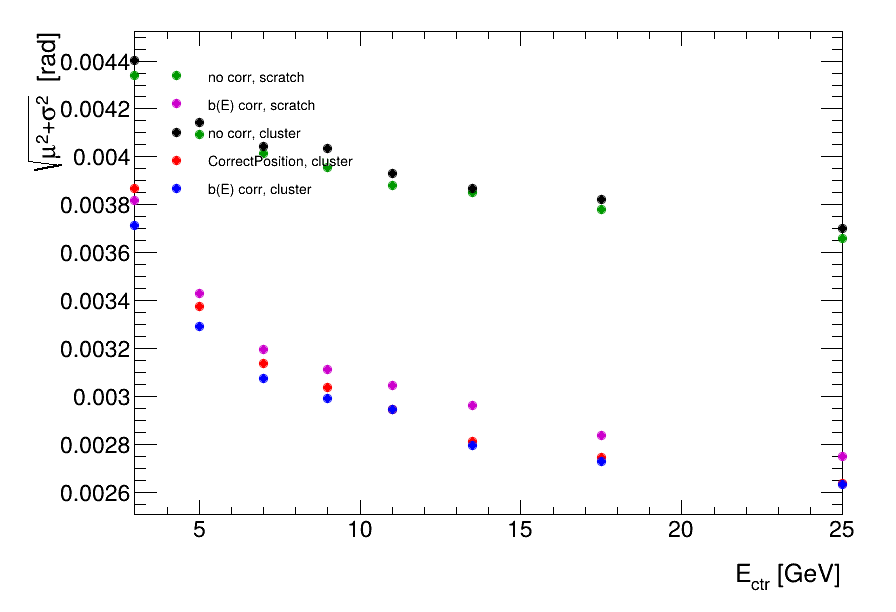 √μ²+σ² [rad]
0.0044
0.0042
0.004
0.0038
0.0036
0.0034
0.0032
0.003
0.0028
0.0026
no corr, scratch
b(E) corr, scratch
no corr, cluster
CorrectPosition, cluster
b(E) corr, cluster
5 10 15 20 25
E_ctr [GeV]